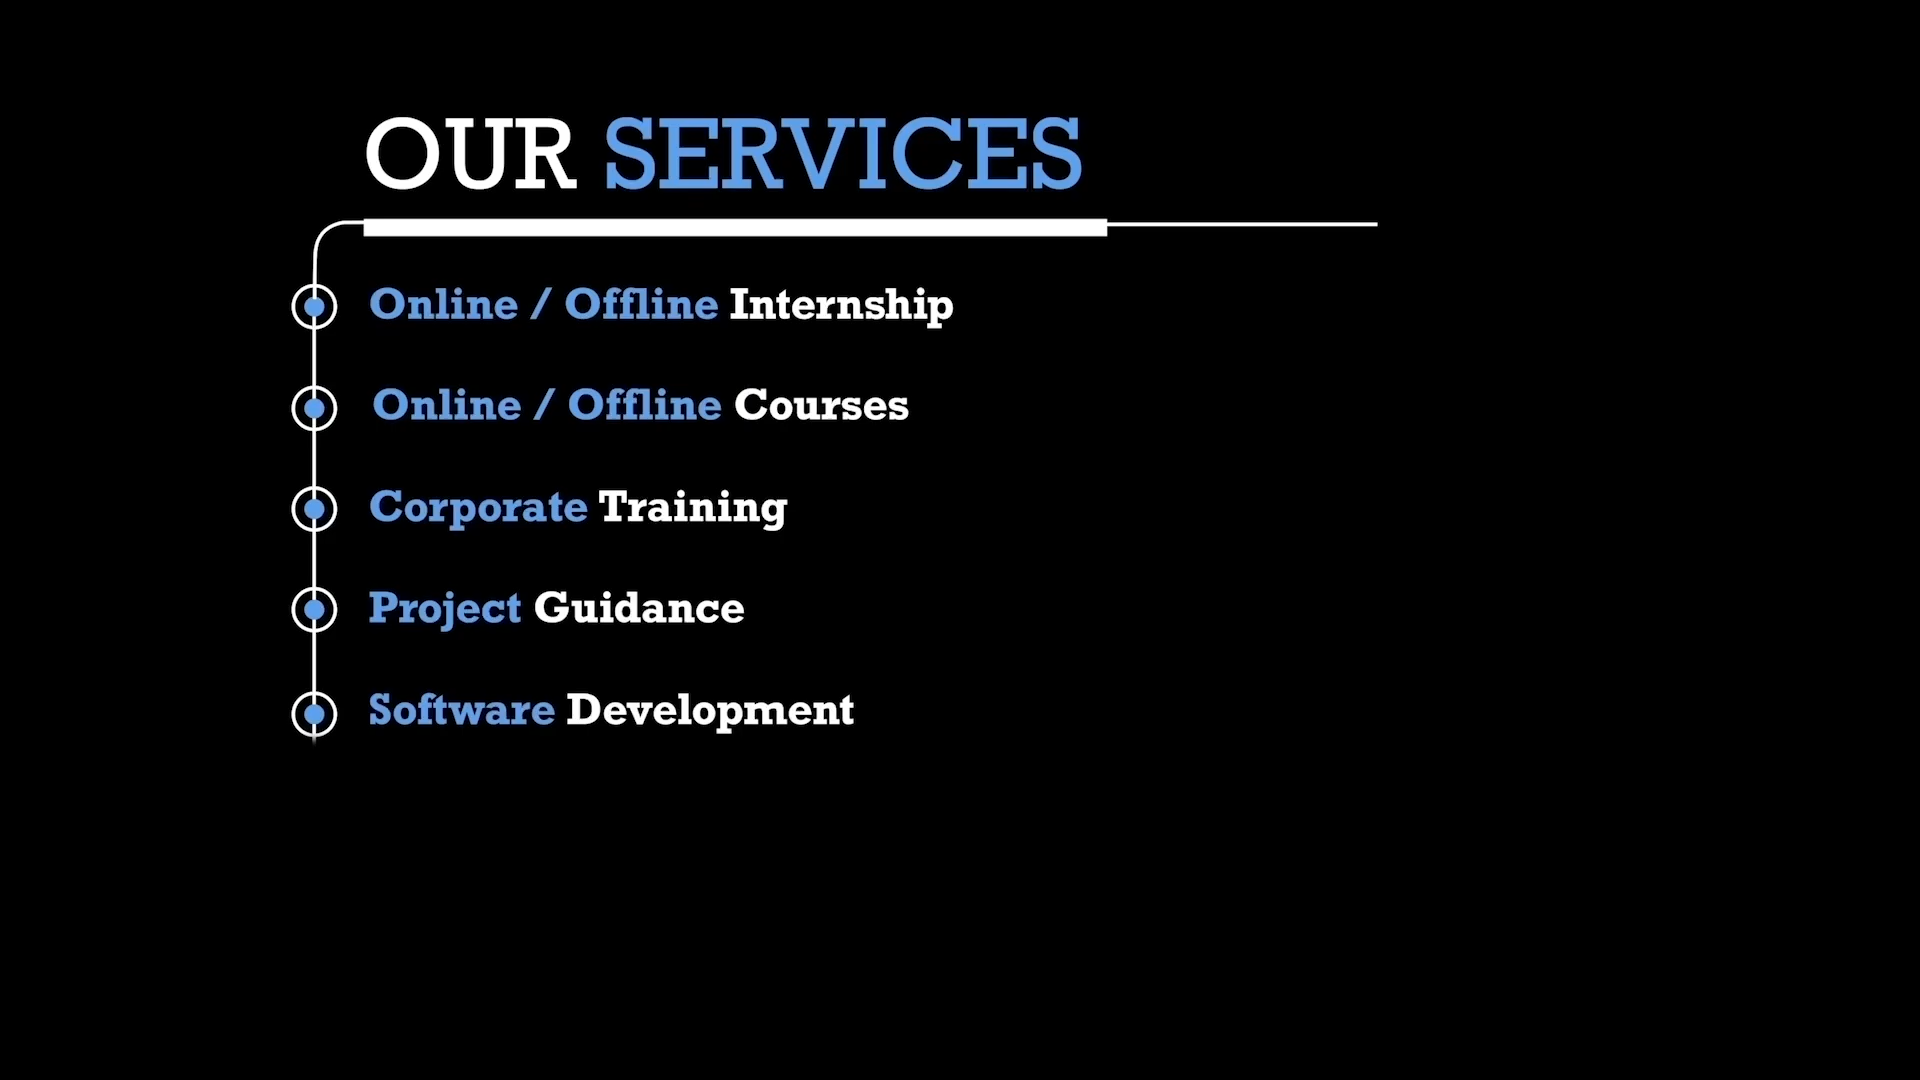 OUR SERVICES
Online / Offline Internship
Online / Offline Courses
Corporate Training
Project Guidance
Software Development